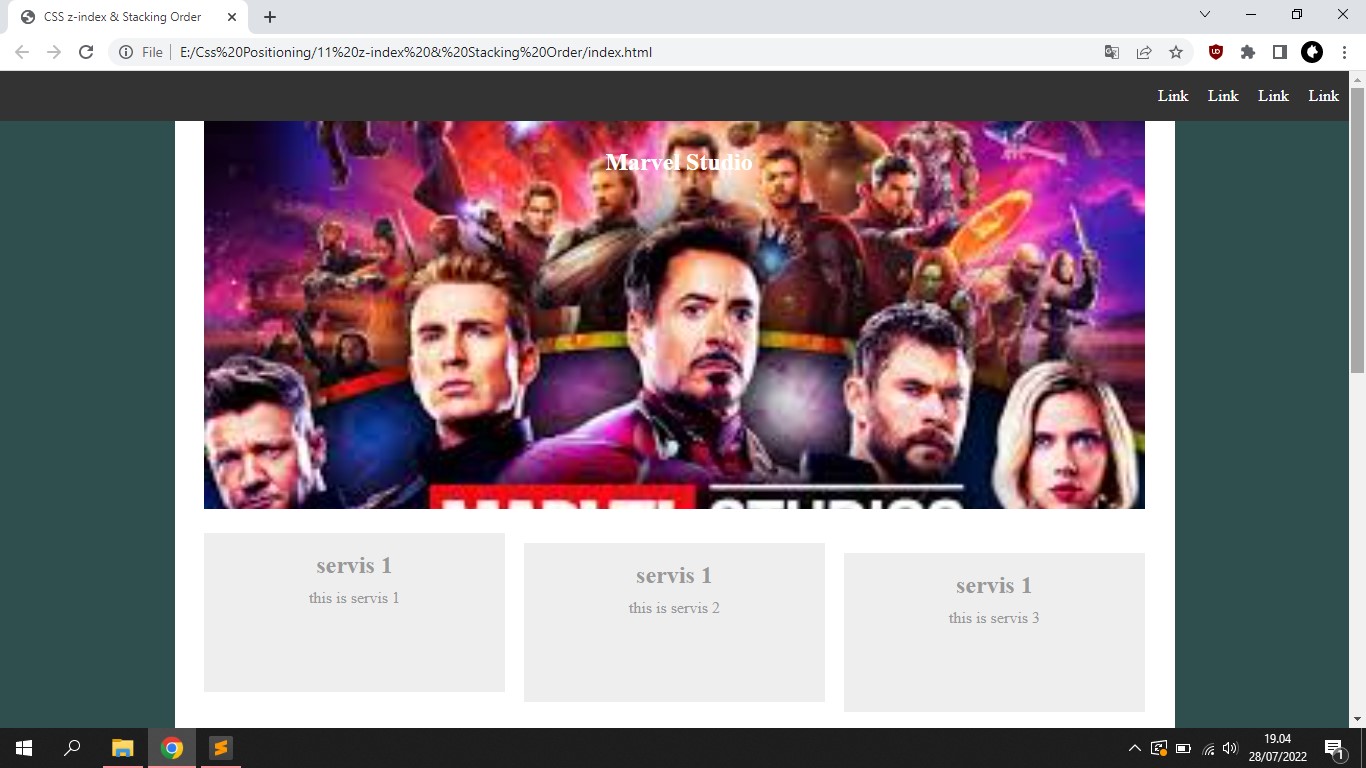 CSS z-index & Stacking Order
File
E:/Css%20Positioning/11%20z-index%20&%20Stacking%20Order/index.html
Link Link Link Link
Marvel Studio
servis 1
this is servis 1
servis 1
this is servis 2
servis 1
this is servis 3
19.04
28/07/2022
1